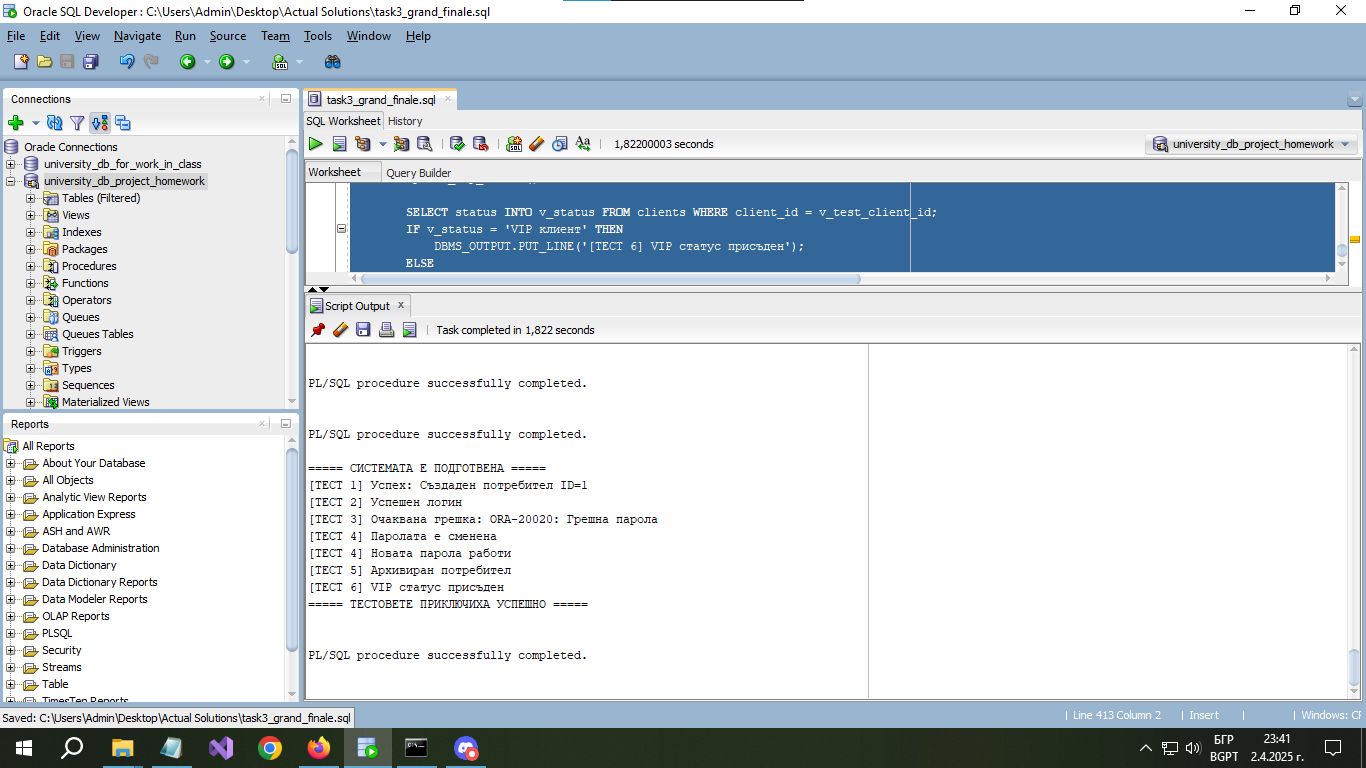 Oracle SQL Developer : C:\Users\Admin\Desktop\Actual Solutions\task3_grand_finale.sql
File Edit View Navigate Run Source Team Tools Window Help
Connections
Oracle Connections
university_db_for_work_in_class
university_db_project_homework
Tables (Filtered)
Views
Indexes
Packages
Procedures
Functions
Operators
Queues
Queues Tables
Triggers
Types
Sequences
Materialized Views
Reports
All Reports
About Your Database
All Objects
Analytic View Reports
Application Express
ASH and AWR
Database Administration
Data Dictionary
Data Dictionary Reports
Data Modeler Reports
OLAP Reports
PLSQL
Security
Streams
Table
TimesTen Reports
task3_grand_finale.sql
SQL Worksheet History
1,82200003 seconds
university_db_project_homework
Worksheet Query Builder
SELECT status INTO v_status FROM clients WHERE client_id = v_test_client_id;
IF v_status = 'VIP клиент' THEN
DBMS_OUTPUT.PUT_LINE('[ТЕСТ 6] VIP статус присъден');
ELSE
Script Output x
Task completed in 1,822 seconds
PL/SQL procedure successfully completed.
PL/SQL procedure successfully completed.
===== СИСТЕМАТА Е ПОДГОТВЕНА =====
[ТЕСТ 1] Успех: Създаден потребител ID=1
[ТЕСТ 2] Успешен логин
[ТЕСТ 3] Очаквана грешка: ORA-20020: Грешна парола
[ТЕСТ 4] Паролата е сменена
[ТЕСТ 4] Новата парола работи
[ТЕСТ 5] Архивиран потребител
[ТЕСТ 6] VIP статус присъден
===== ТЕСТОВЕТЕ ПРИКЛЮЧИХА УСПЕШНО =====
PL/SQL procedure successfully completed.
Saved: C:\Users\Admin\Desktop\Actual Solutions\task3_grand_finale.sql
Line 413 Column 2 Insert Windows: CR
БГР 23:41
BGPT 2.4.2025 г.